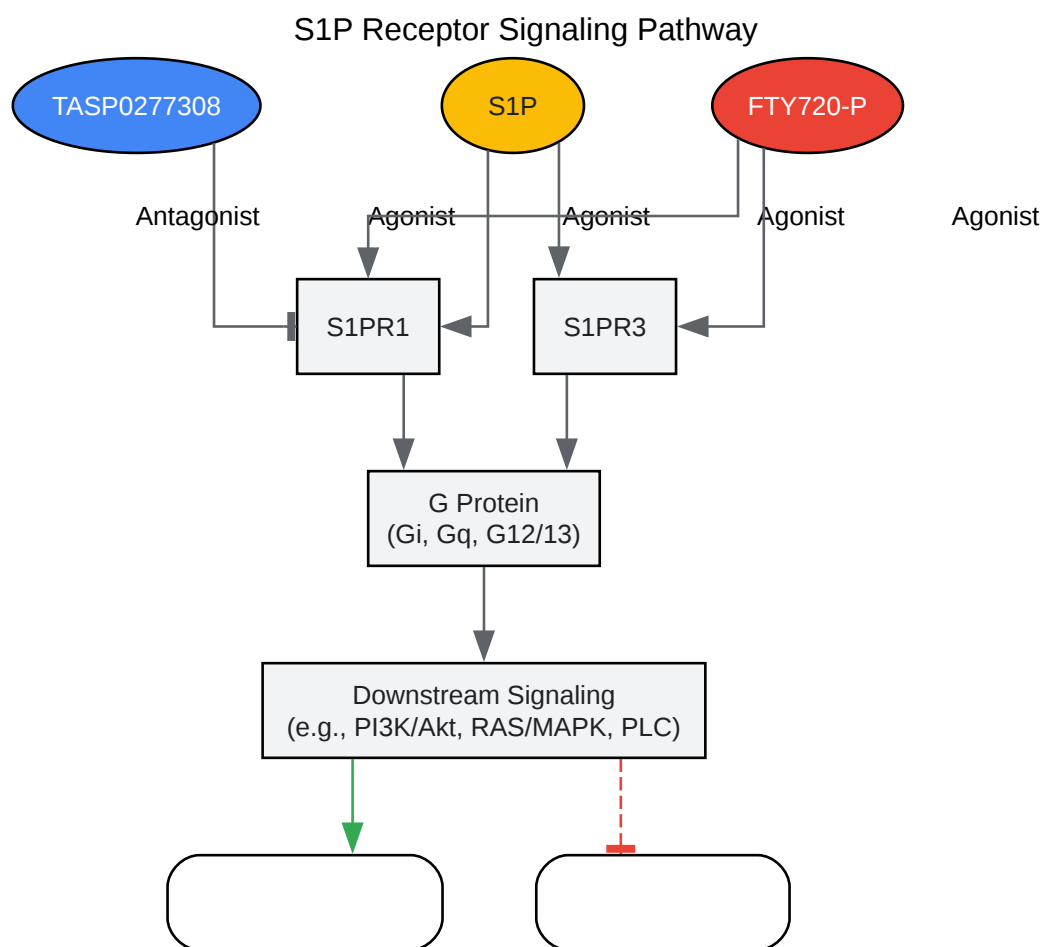 S1P Receptor Signaling Pathway
TASP0277308
S1P
FTY720-P
Antagonist
Agonist
Agonist
Agonist
Agonist
S1PR1
S1PR3
G Protein
(Gi, Gq, G12/13)
Downstream Signaling
(e.g., PI3K/Akt, RAS/MAPK, PLC)